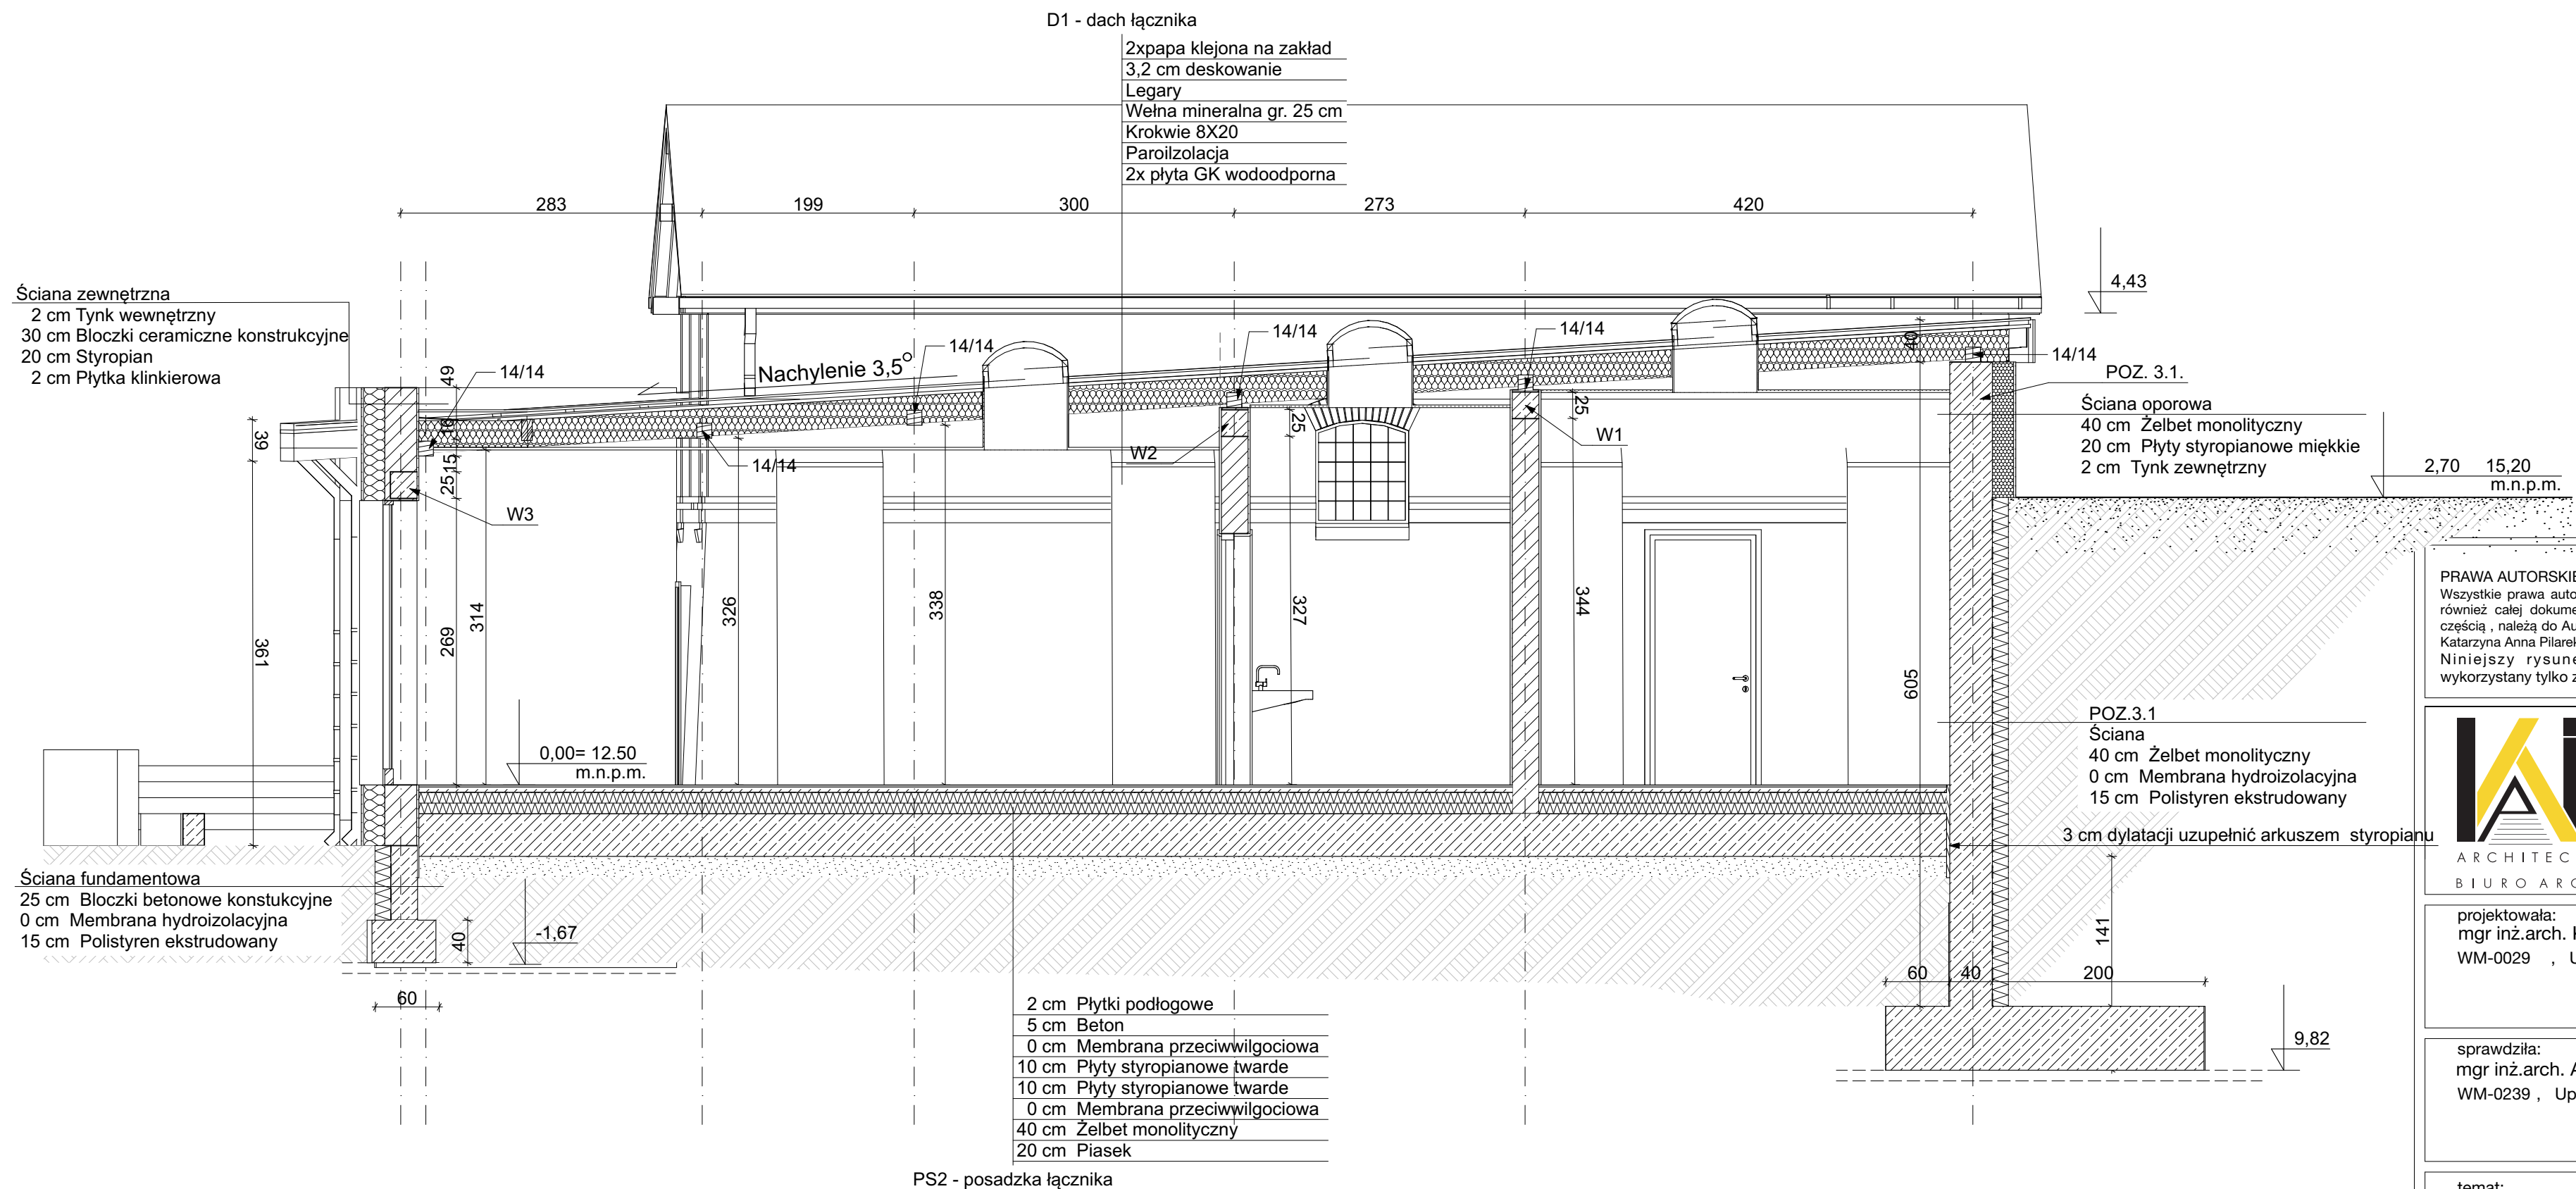 D1 - dach łącznika
2xpapa klejona na zakład
3,2 cm deskowanie
Legary
Wełna mineralna gr. 25 cm
Krokwie 8X20
Paroilzolacja
2x płyta GK wodoodporna
283
199
300
273
420
4,43
Ściana zewnętrzna
2 cm Tynk wewnętrzny
30 cm Bloczki ceramiczne konstrukcyjne
20 cm Styropian
2 cm Płytka klinkierowa
14/14
14/14
14/14
14/14
14/14
14/14
Nachylenie 3,5°
POZ. 3.1.
Ściana oporowa
40 cm Żelbet monolityczny
20 cm Płyty styropianowe miękkie
2 cm Tynk zewnętrzny
2,70 15,20
m.n.p.m.
49
16
15
25
39
25
25
40
W3
W2
W1
361
269
314
326
338
327
344
605
0,00= 12.50
m.n.p.m.
PRAWA AUTORSKIE
Wszystkie prawa
również całej
częścią , należą do
Katarzyna Anna
Niniejszy
wykorzystany tylko
POZ.3.1
Ściana
40 cm Żelbet monolityczny
0 cm Membrana hydroizolacyjna
15 cm Polistyren ekstrudowany
3 cm dylatacji uzupełnić arkuszem styropianu
ARCHITEC
BIURO ARC
Ściana fundamentowa
25 cm Bloczki betonowe konstukcyjne
0 cm Membrana hydroizolacyjna
15 cm Polistyren ekstrudowany
40
-1,67
60
141
60
40
200
9,82
projektowała:
mgr inż.arch.
WM-0029 ,
sprawdziła:
mgr inż.arch. A
WM-0239 , Up
temat:
2 cm Płytki podłogowe
5 cm Beton
0 cm Membrana przeciwwilgociowa
10 cm Płyty styropianowe twarde
10 cm Płyty styropianowe twarde
0 cm Membrana przeciwwilgociowa
40 cm Żelbet monolityczny
20 cm Piasek
PS2 - posadzka łącznika